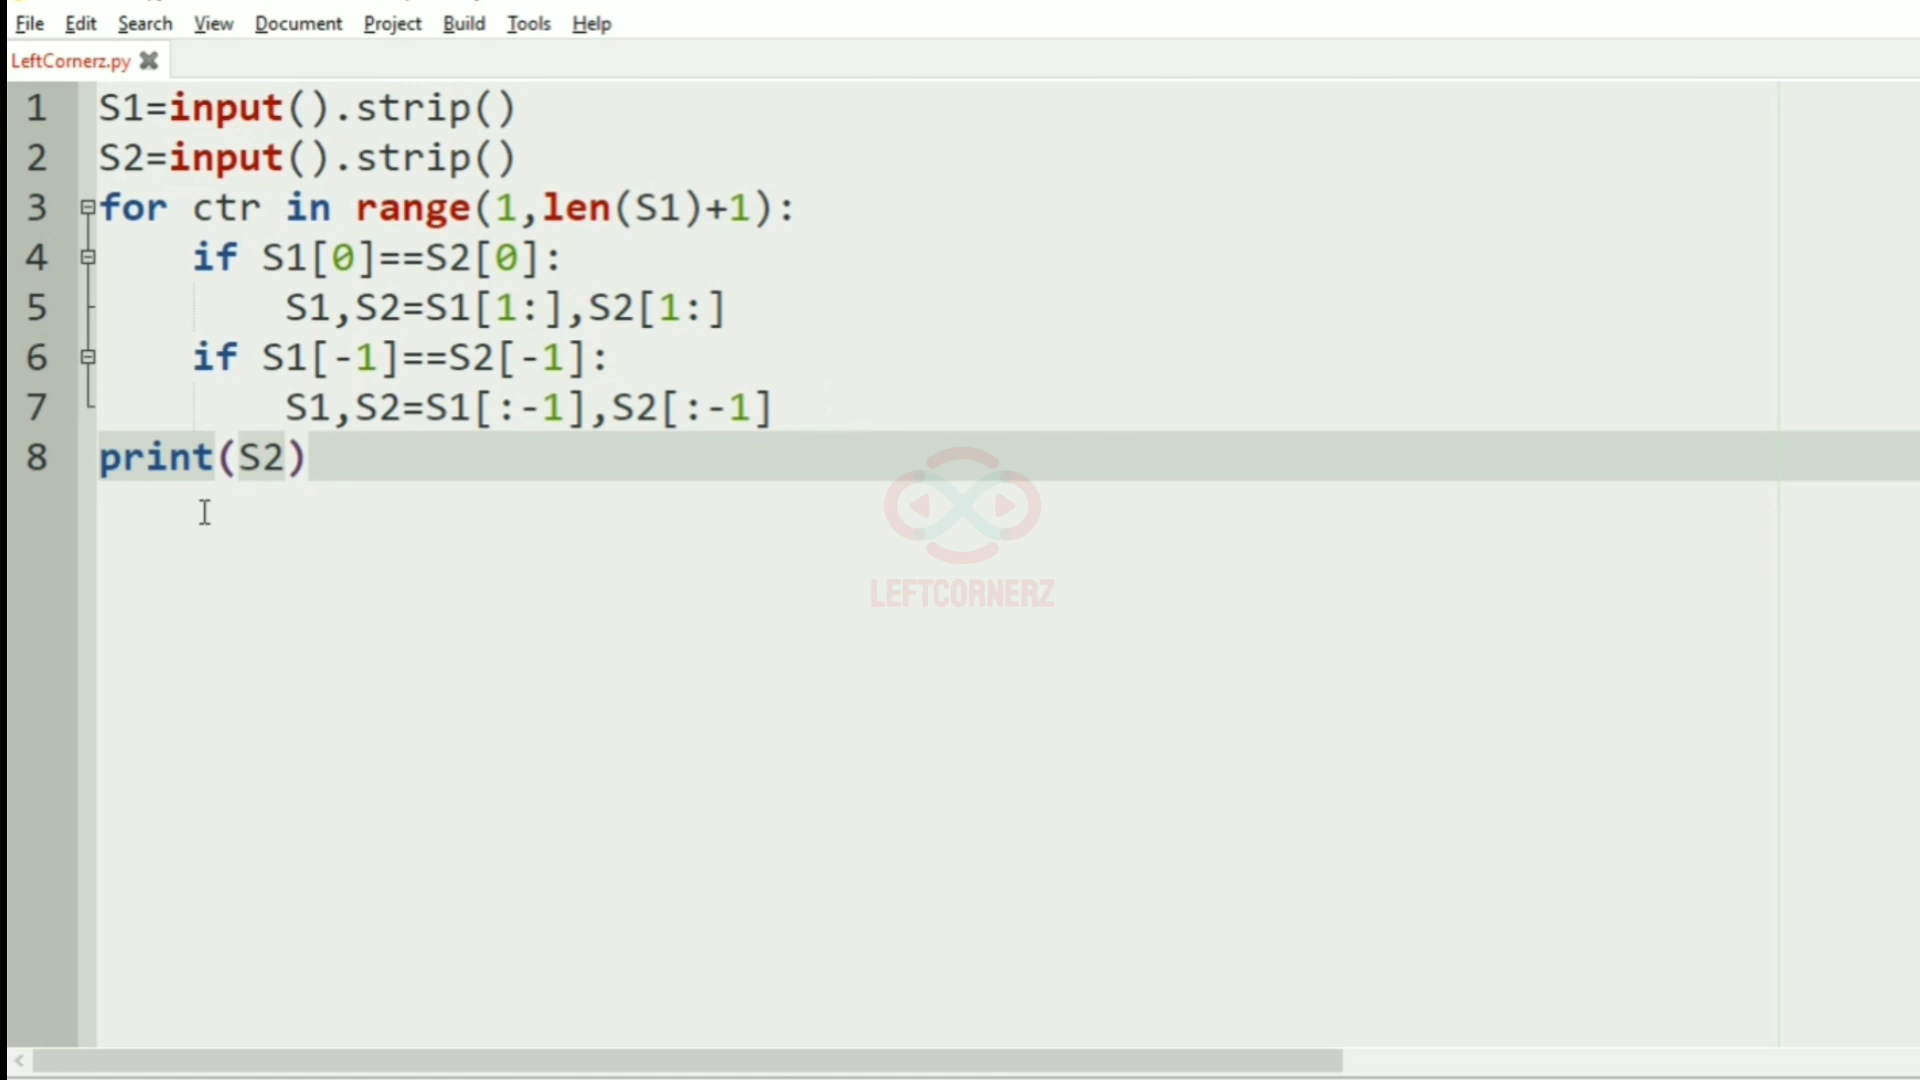 File Edit Search View Document Project Build Tools Help
LeftCornerz.py
1 S1=input().strip()
2 S2=input().strip()
3 for ctr in range(1,len(S1)+1):
4     if S1[0]==S2[0]:
5         S1,S2=S1[1:],S2[1:]
6     if S1[-1]==S2[-1]:
7         S1,S2=S1[:-1],S2[:-1]
8 print(S2)
LEFTCORNERZ